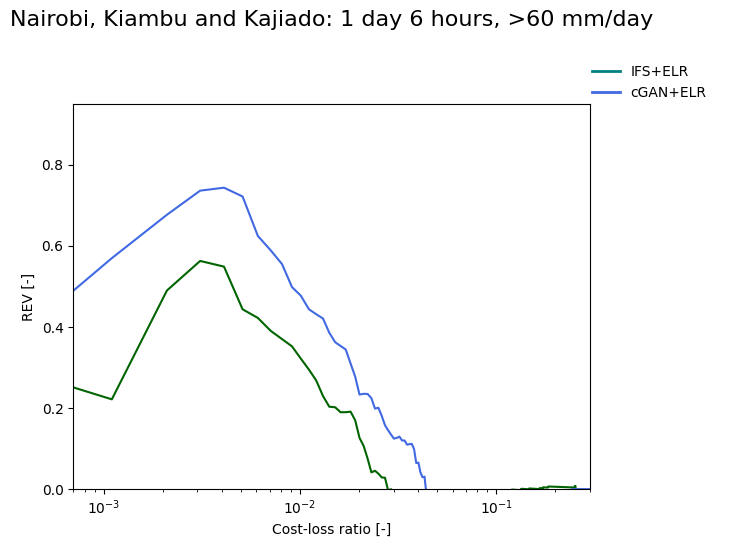 Nairobi, Kiambu and Kajiado: 1 day 6 hours, >60 mm/day
IFS+ELR
cGAN+ELR
0.8
0.6
0.4
0.2
0.0
REV [-]
10⁻³
10⁻²
10⁻¹
Cost-loss ratio [-]